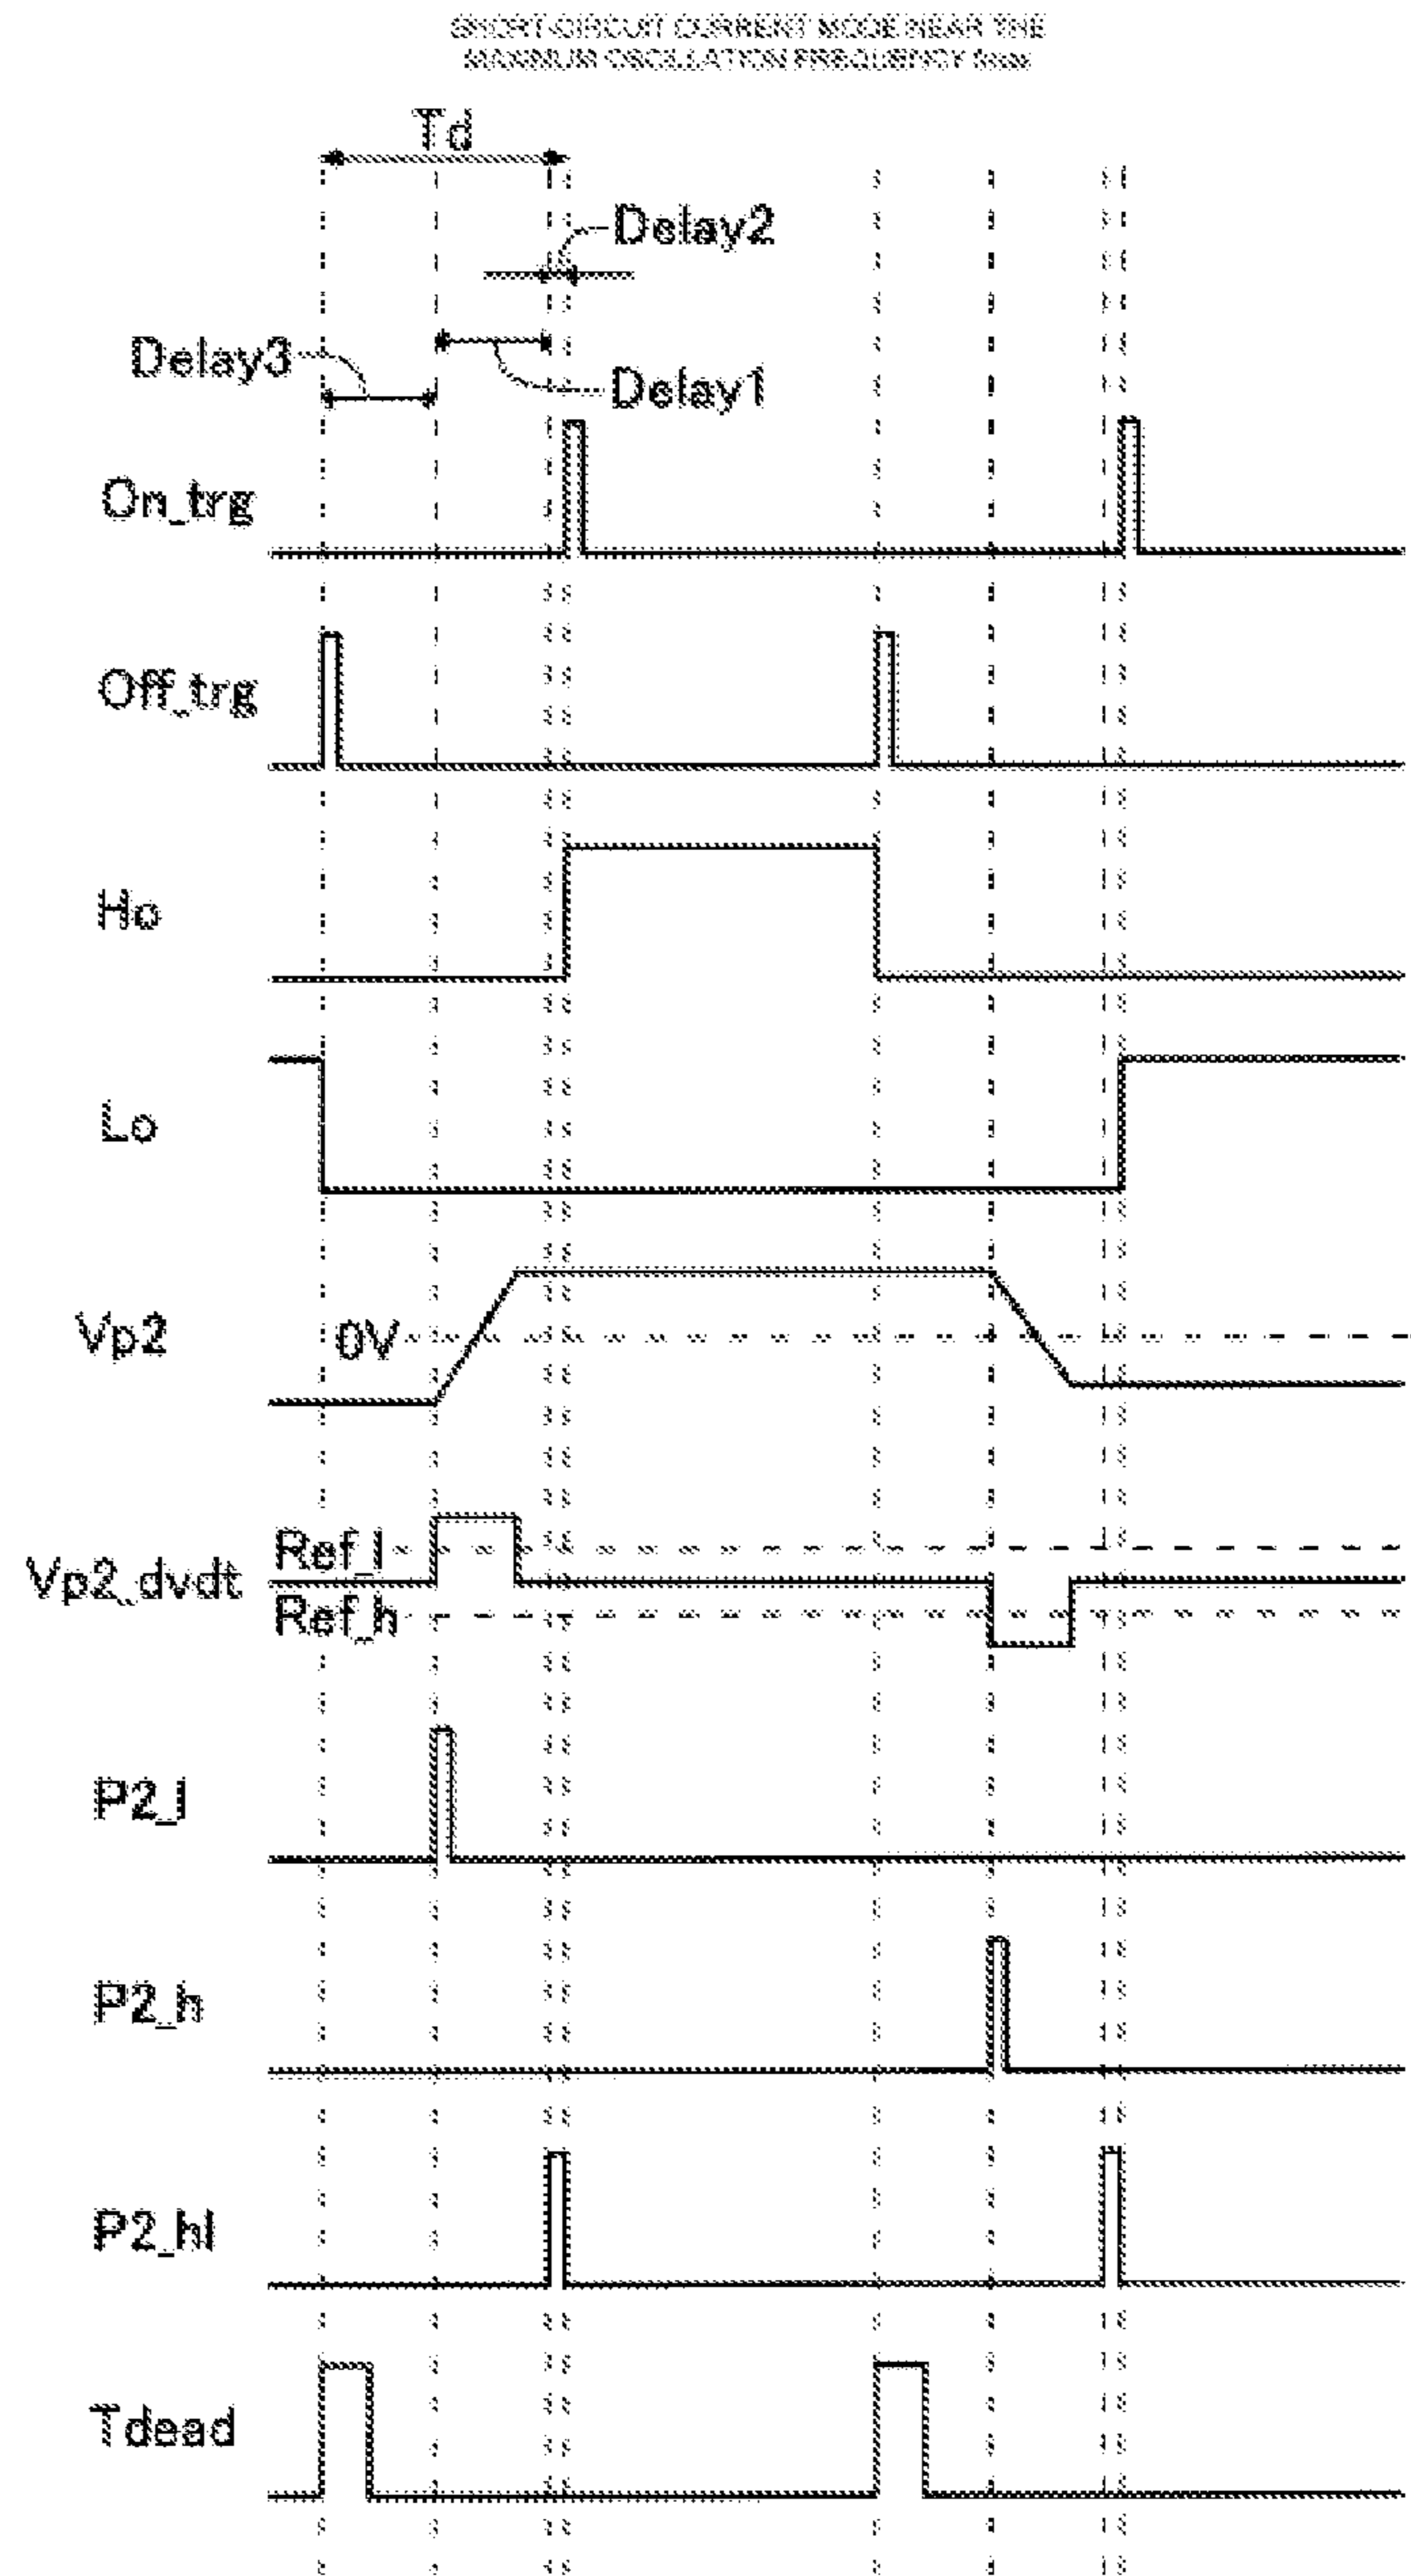 SHORT-CIRCUIT CURRENT MODE NEAR THE
MAXIMUM OSCILLATION FREQUENCY fmax
Td
Delay2
Delay3
Delay1
On_trg
Off_trg
Ho
Lo
Vp2
0V
Ref_l
Vp2_dvdt
Ref_h
P2_l
P2_h
P2_hl
Tdead